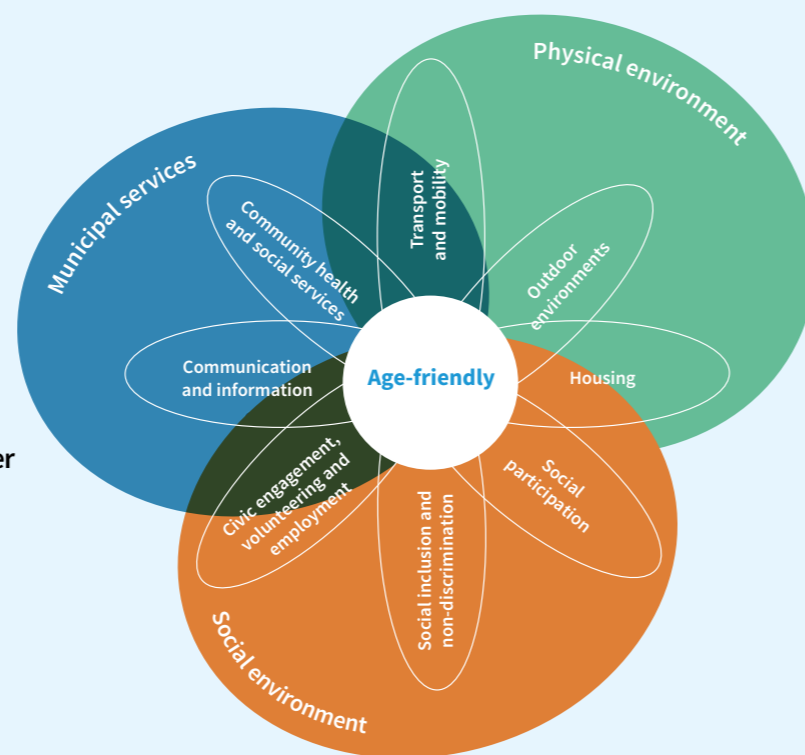 Physical environment
Municipal services
Transport
and mobility
Community health
and social services
Outdoor
environments
Communication
and information
Age-friendly
Housing
er
Civic engagement,
volunteering and
employment
Social inclusion and
non-discrimination
Social
participation
Social environment